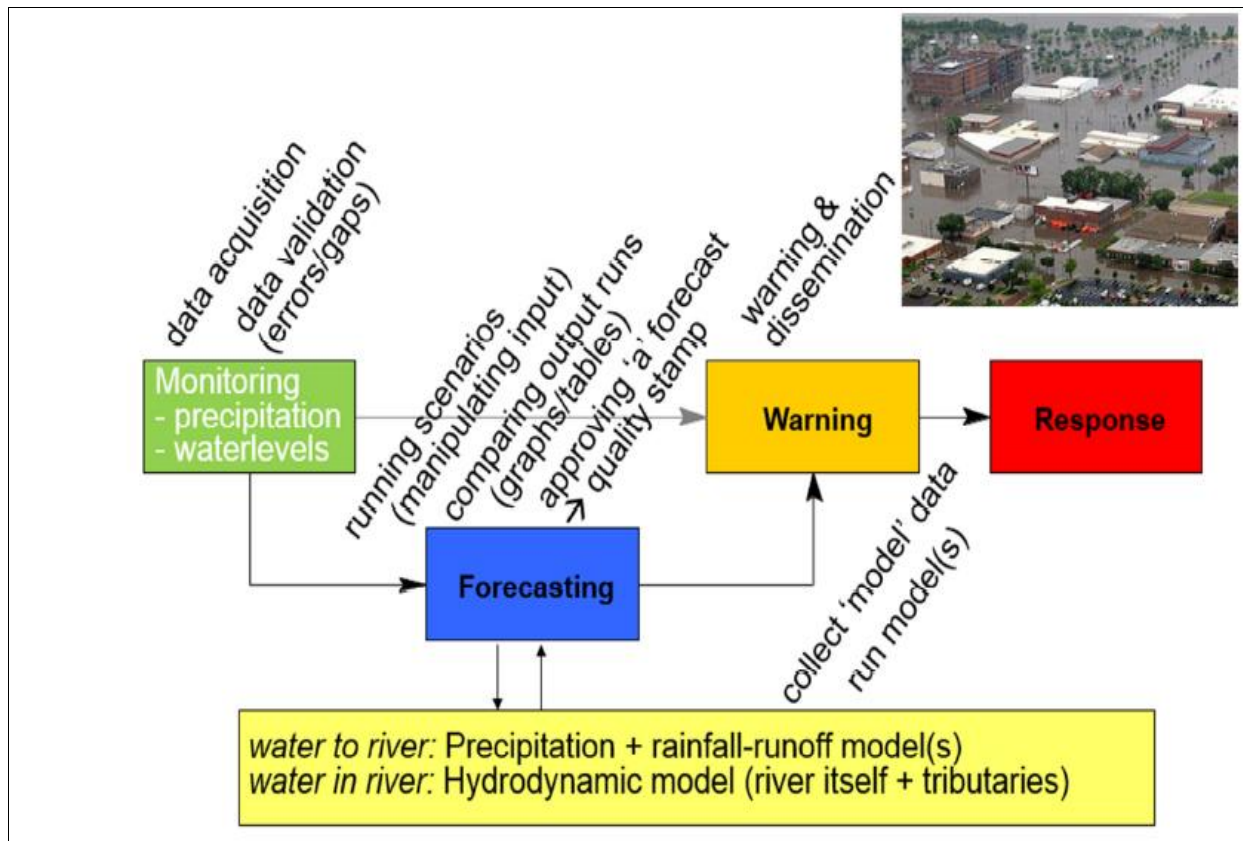 data acquisition
data validation
(errors/gaps)
Monitoring
- precipitation
- waterlevels
running scenarios
(manipulating input)
comparing output runs
(graphs/tables)
approving ‘a’ forecast
quality stamp
warning &
dissemination
Warning
Response
Forecasting
collect ‘model’ data
run model(s)
water to river: Precipitation + rainfall-runoff model(s)
water in river: Hydrodynamic model (river itself + tributaries)